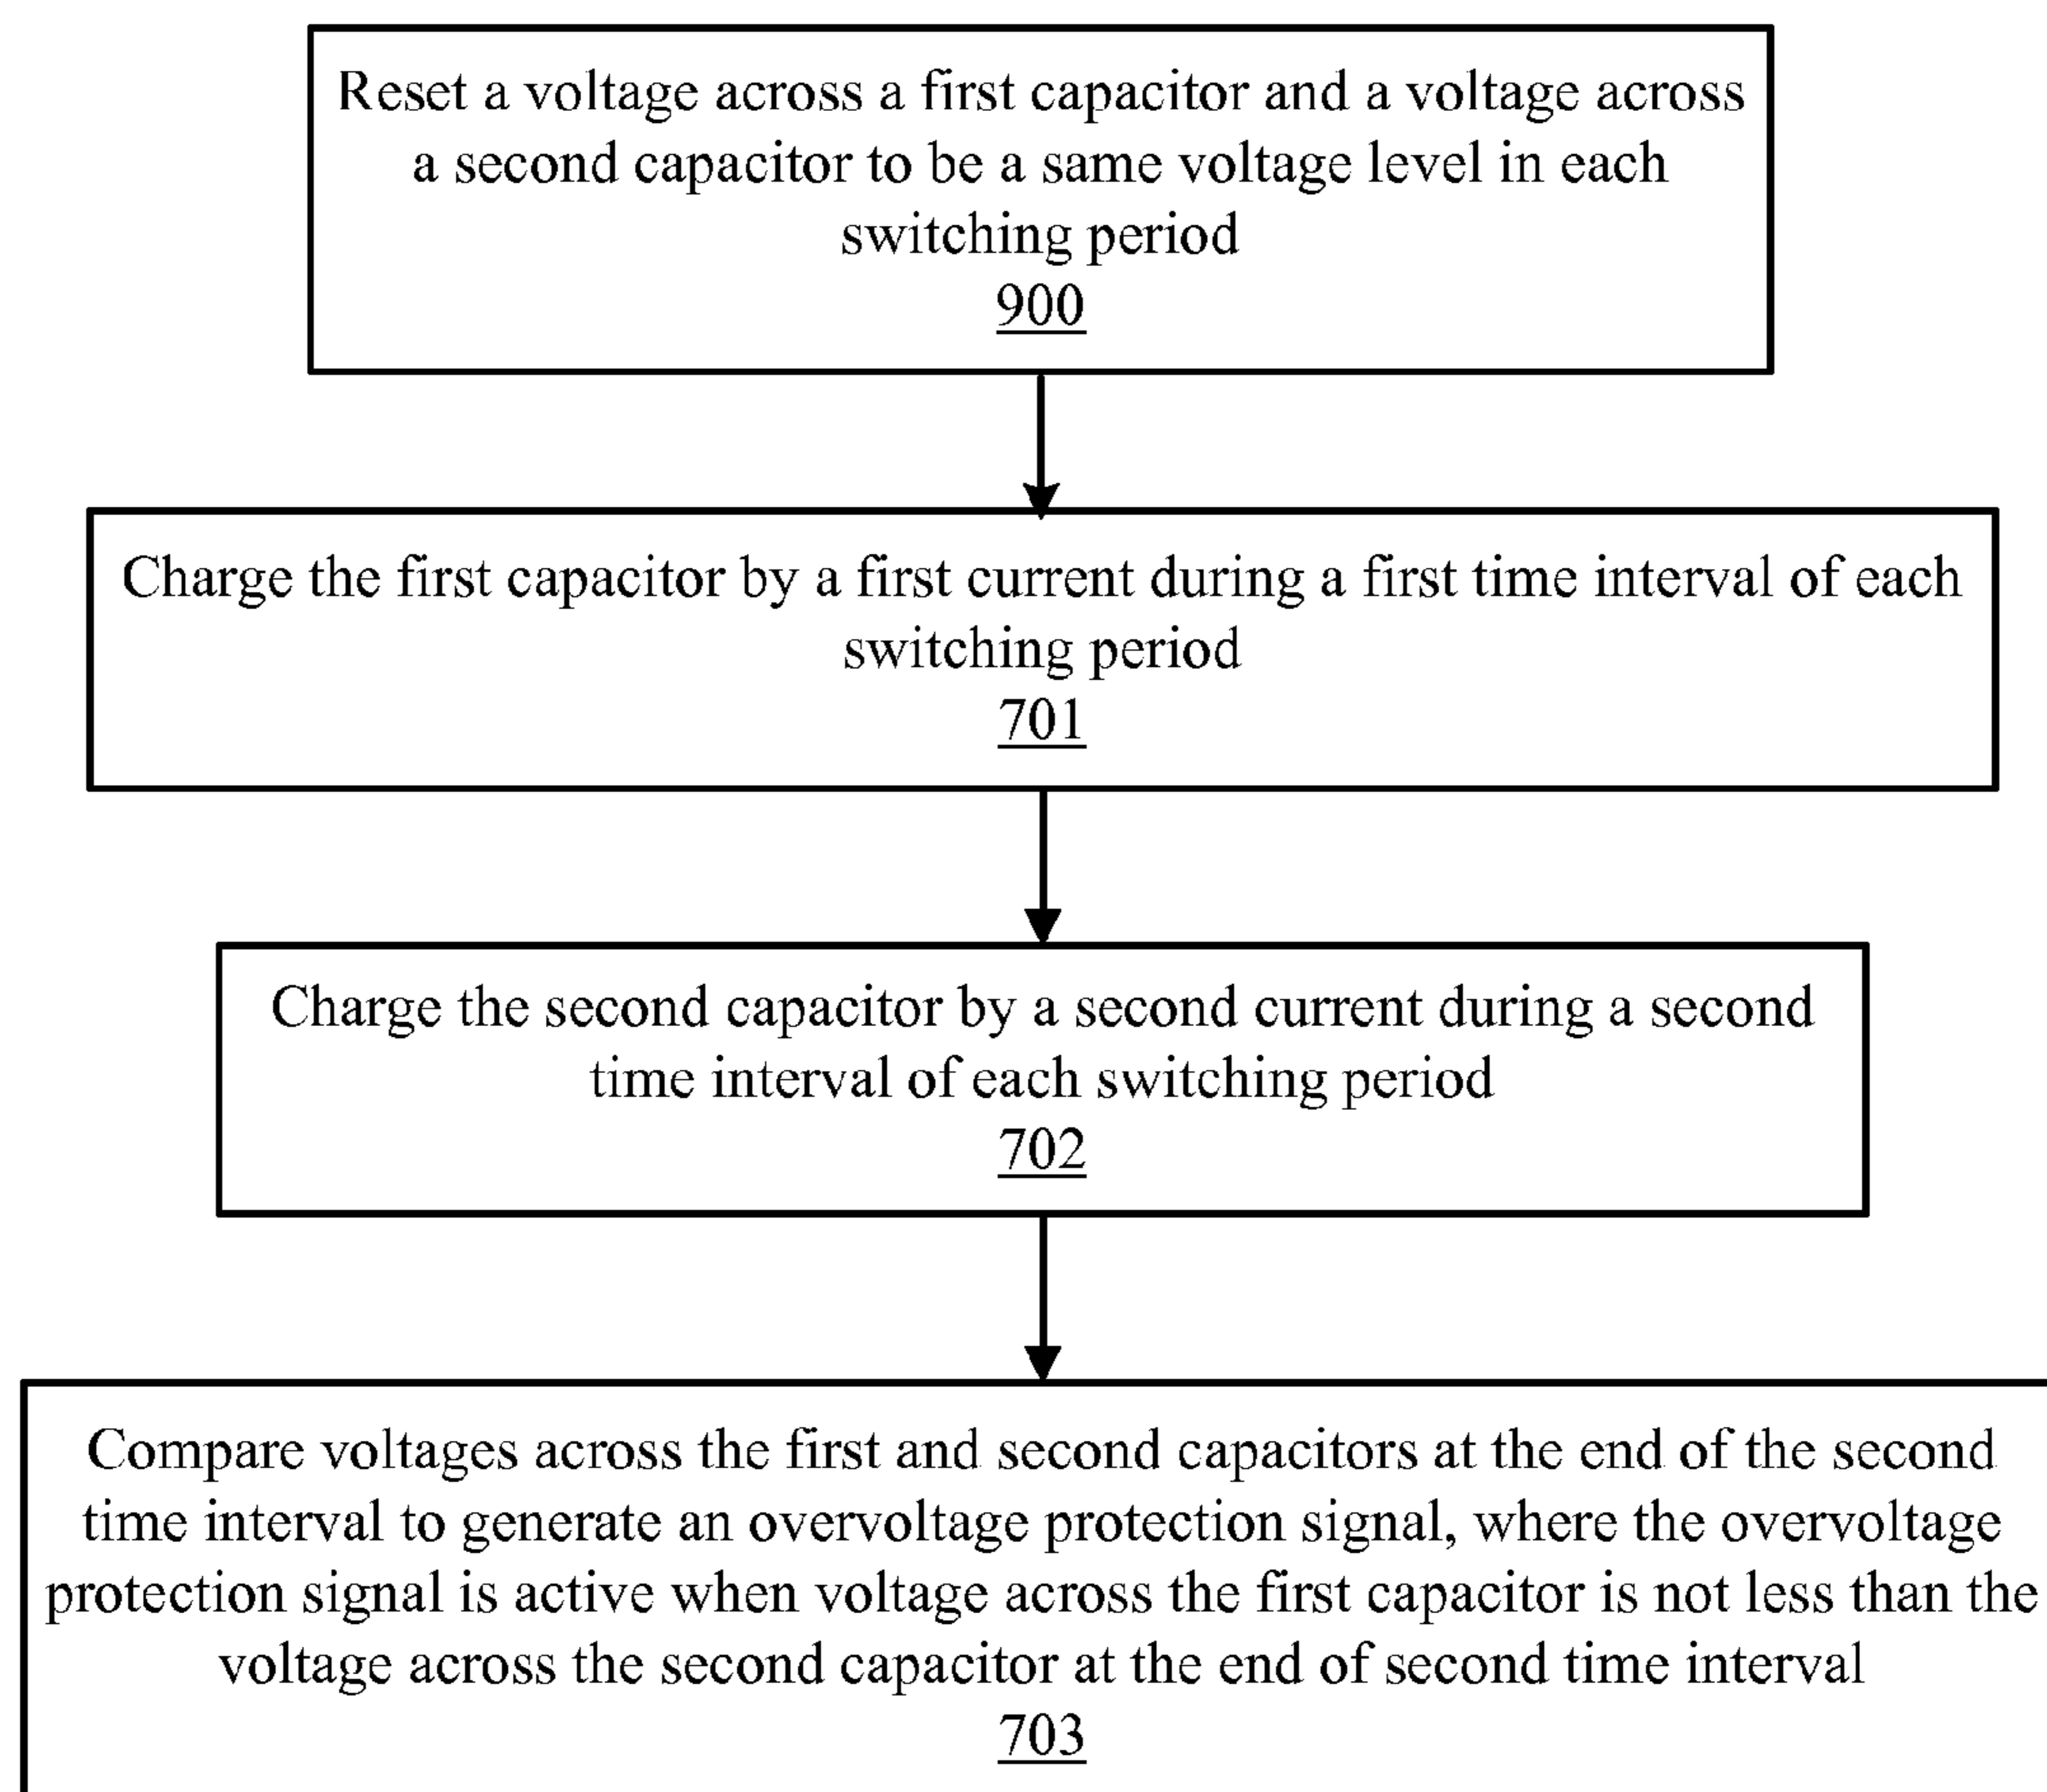 Reset a voltage across a first capacitor and a voltage across
a second capacitor to be a same voltage level in each
switching period
900
Charge the first capacitor by a first current during a first time interval of each
switching period
701
Charge the second capacitor by a second current during a second
time interval of each switching period
702
Compare voltages across the first and second capacitors at the end of the second
time interval to generate an overvoltage protection signal, where the overvoltage
protection signal is active when voltage across the first capacitor is not less than the
voltage across the second capacitor at the end of second time interval
703